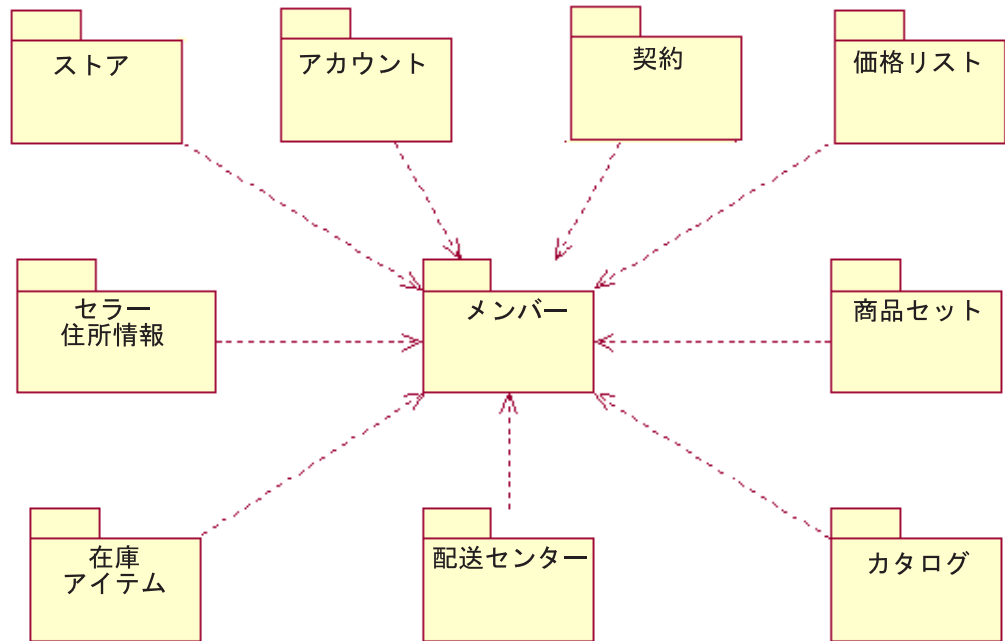 ストア
アカウント
契約
価格リスト
セラー
住所情報
メンバー
商品セット
在庫
アイテム
配送センター
カタログ